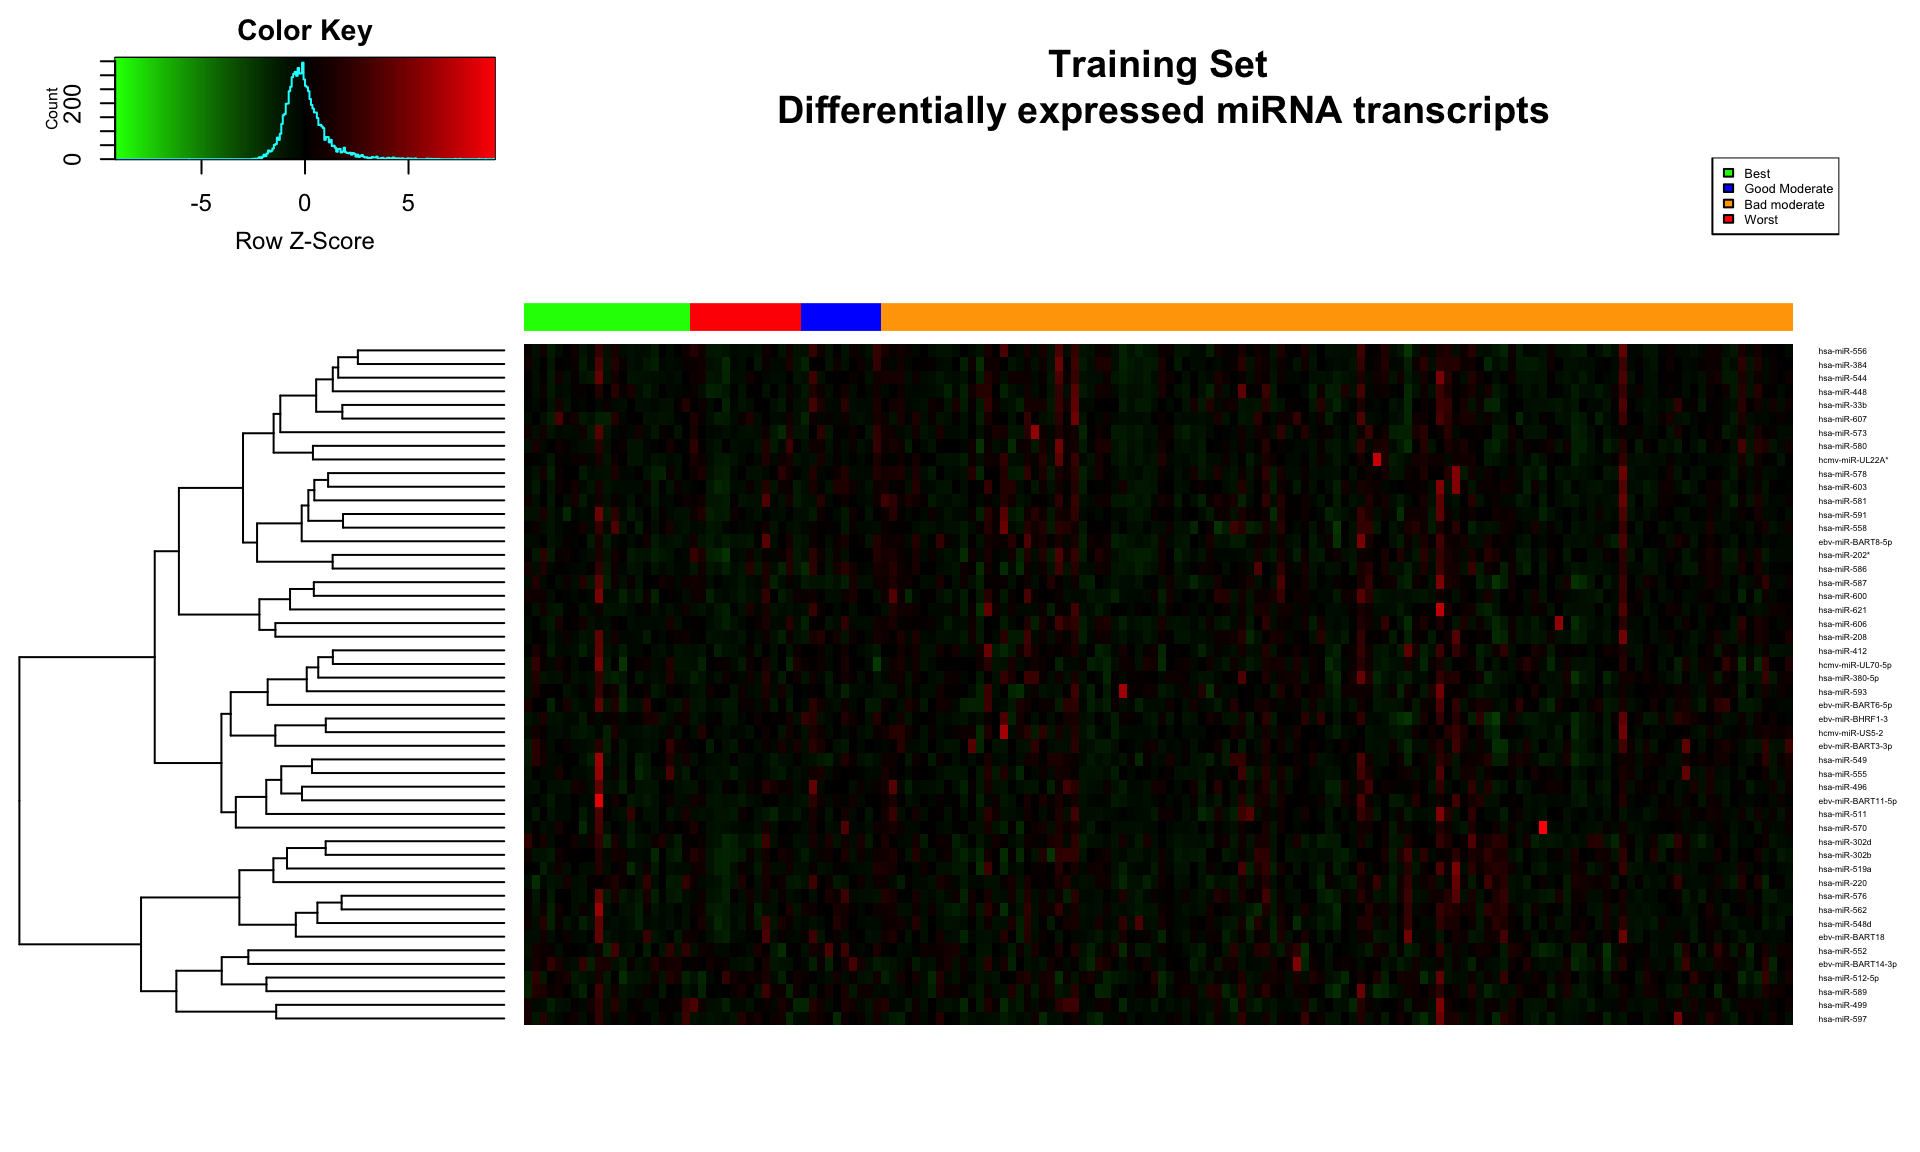 Color Key
Count
0
200
-5
0
5
Row Z-Score
Training Set
Differentially expressed miRNA transcripts
Best
Good Moderate
Bad moderate
Worst
hsa-miR-556
hsa-miR-384
hsa-miR-544
hsa-miR-448
hsa-miR-33b
hsa-miR-607
hsa-miR-573
hsa-miR-580
hcmv-miR-UL22A*
hsa-miR-578
hsa-miR-603
hsa-miR-581
hsa-miR-591
hsa-miR-558
ebv-miR-BART8-5p
hsa-miR-202*
hsa-miR-586
hsa-miR-587
hsa-miR-600
hsa-miR-621
hsa-miR-606
hsa-miR-208
hsa-miR-412
hcmv-miR-UL70-5p
hsa-miR-380-5p
hsa-miR-593
ebv-miR-BART6-5p
ebv-miR-BHRF1-3
hcmv-miR-US5-2
ebv-miR-BART3-3p
hsa-miR-549
hsa-miR-555
hsa-miR-496
ebv-miR-BART11-5p
hsa-miR-511
hsa-miR-570
hsa-miR-302d
hsa-miR-302b
hsa-miR-519a
hsa-miR-220
hsa-miR-576
hsa-miR-562
hsa-miR-548d
ebv-miR-BART18
hsa-miR-552
ebv-miR-BART14-3p
hsa-miR-512-5p
hsa-miR-589
hsa-miR-499
hsa-miR-597